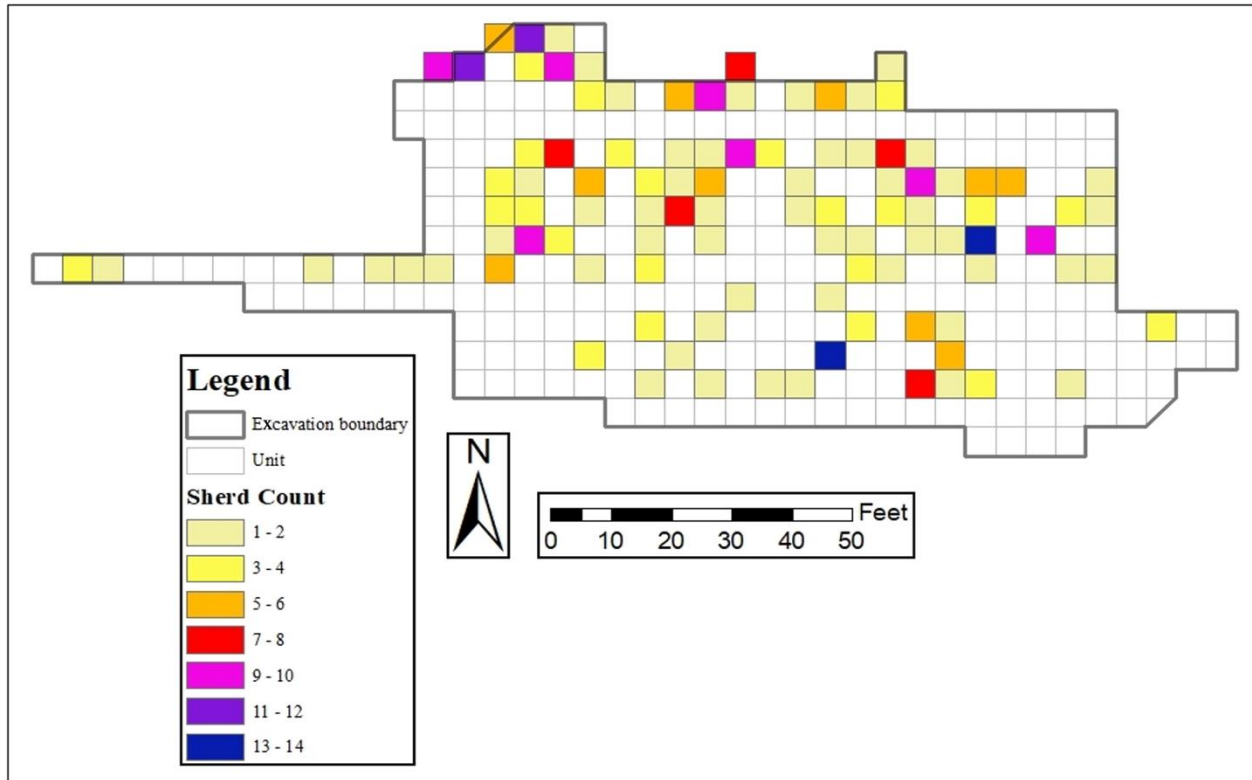 Legend
Excavation boundary
Unit
Sherd Count
1 - 2
3 - 4
5 - 6
7 - 8
9 - 10
11 - 12
13 - 14
N
Feet
0 10 20 30 40 50